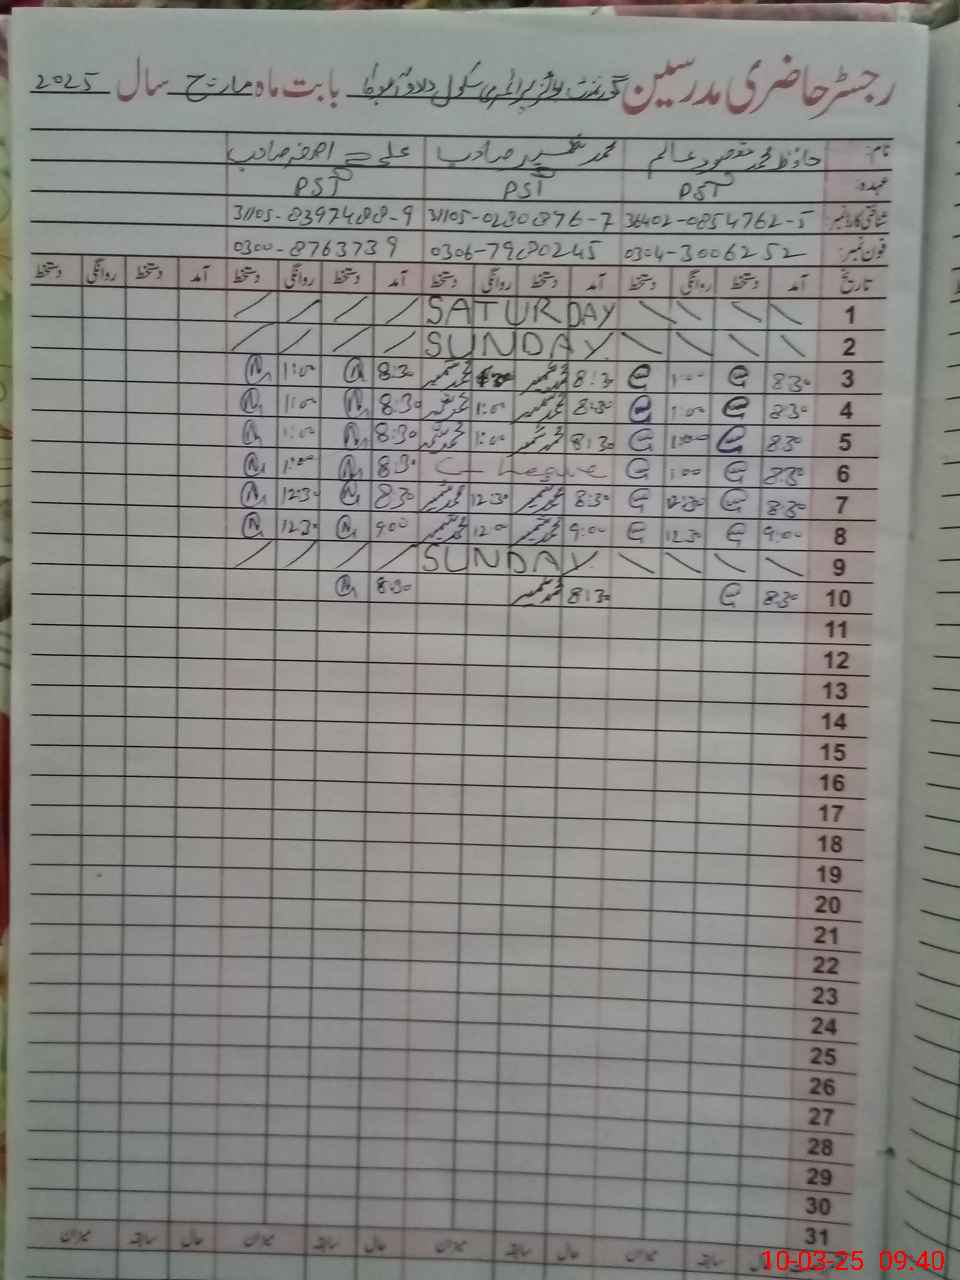 رجسٹر حاضری مدرسین گورنمنٹ بوائز پرائمری سکول بابت ماہ مارچ سال 2025
نام: حافظ محمد مقصود عالم محمد صاحب علی صاحب
عہدہ: PST PST PST
شناختی کارڈ نمبر: 36402-0854762-5 31105-0230876-7 31105-8397488-9
فون نمبر: 0304-3006252 0306-7980245 0300-8763739
تاریخ آمد دستخط روانگی دستخط آمد دستخط روانگی دستخط آمد دستخط روانگی دستخط آمد دستخط روانگی دستخط
1 SATURDAY
2 SUNDAY
3 8:30 1:00 8:30 8:30 1:00
4 8:30 1:00 8:30 1:00 8:30 1:00
5 8:30 1:00 8:30 1:00 8:30 1:00
6 8:30 1:00 C-Leave 8:30 1:00
7 8:30 12:30 8:30 12:30 8:30 12:30
8 9:00 12:30 9:00 9:00 12:30
9 SUNDAY
10 8:30 8:30 8:30
11
12
13
14
15
16
17
18
19
20
21
22
23
24
25
26
27
28
29
30
31
حال سابقہ میزان حال سابقہ میزان حال سابقہ میزان حال سابقہ میزان
10-03-25 09:40